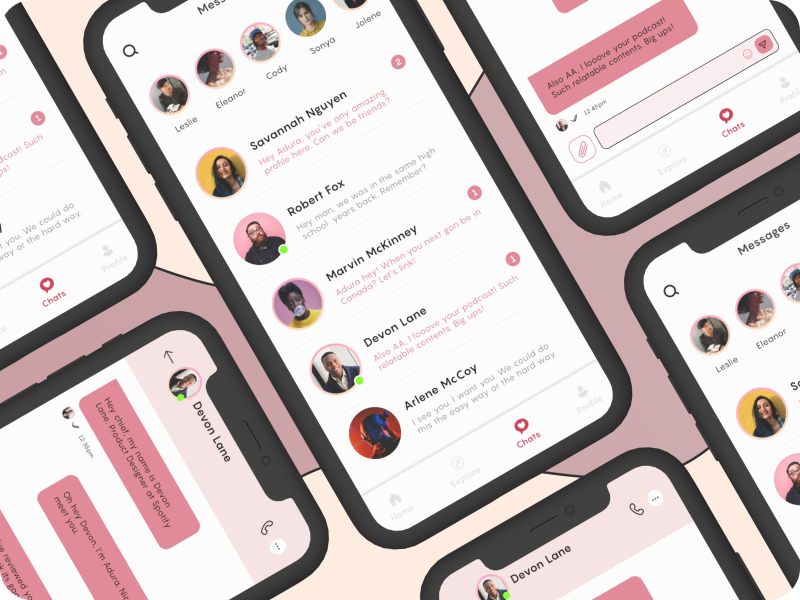 1
dcast! Such
ps!
t you. We could do
way or the hard way.
Chats
Profile
Leslie
Eleanor
Cody
Sonya
Jolene
Savannah Nguyen
2
Hey Adura, you've any amazing
profile here. Can we be friends?
Robert Fox
Hey man, we was in the same high
school years back. Remember?
Marvin McKinney
1
Adura hey! When you next gon be in
Canada? Let's link!
Devon Lane
1
Also AA, I looove your podcast! Such
relatable contents. Big ups!
Arlene McCoy
I see you I want you. We could do
this the easy way or the hard way.
Home
Explore
Chats
Profile
Also AA, I looove your podcast!
Such relatable contents. Big ups!
12:45pm
Home
Explore
Chats
Messages
Leslie
Eleanor
Devon Lane
Hey chief, my name is Devon
Lane. Product Designer at Spotify
12:35pm
Oh hey Devon, I'm Adura. Nic
meet you.
've reviewed you
Devon Lane